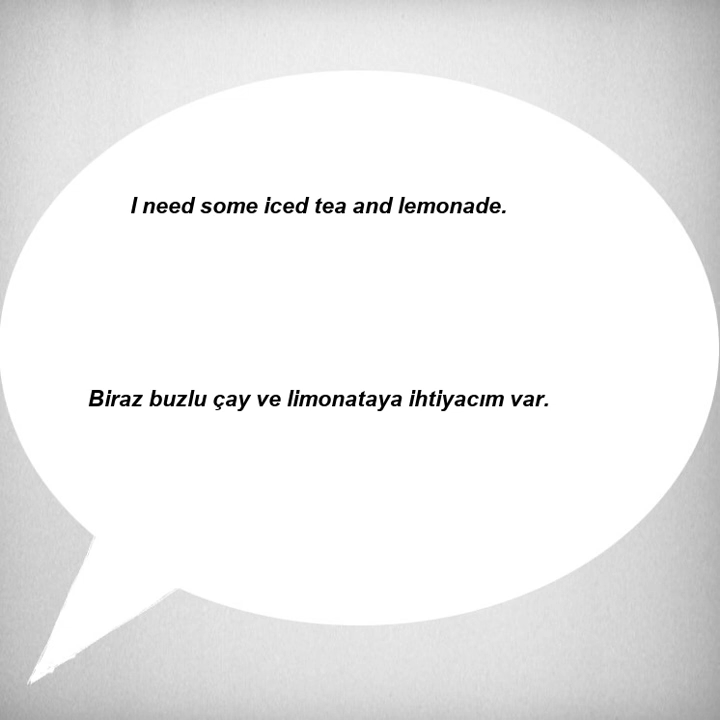 I need some iced tea and lemonade.
Biraz buzlu çay ve limonataya ihtiyacım var.